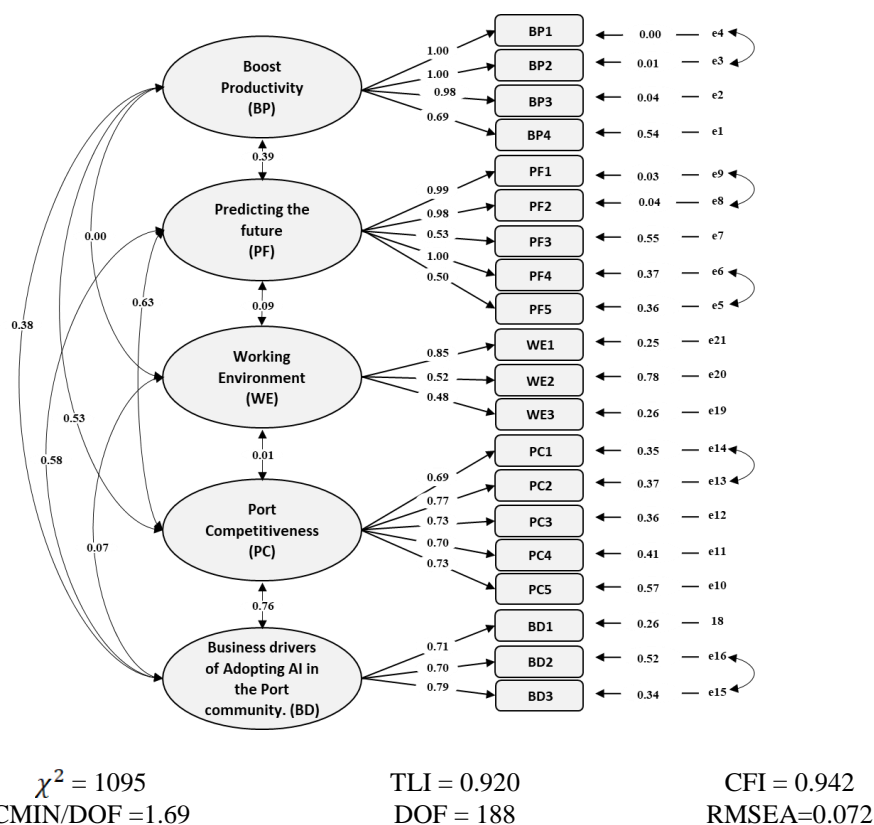 Boost
Productivity
(BP)
1.00
1.00
0.98
0.69
BP1
0.00
e4
BP2
0.01
e3
BP3
0.04
e2
BP4
0.54
e1
0.39
Predicting the
future
(PF)
0.99
0.98
0.53
1.00
0.50
PF1
0.03
e9
PF2
0.04
e8
PF3
0.55
e7
PF4
0.37
e6
PF5
0.36
e5
0.00
0.63
0.09
0.38
Working
Environment
(WE)
0.85
0.52
0.48
WE1
0.25
e21
WE2
0.78
e20
WE3
0.26
e19
0.53
0.58
0.01
0.07
Port
Competitiveness
(PC)
0.69
0.77
0.73
0.70
0.73
PC1
0.35
e14
PC2
0.37
e13
PC3
0.36
e12
PC4
0.41
e11
PC5
0.57
e10
0.76
Business drivers
of Adopting AI in
the Port
community. (BD)
0.71
0.70
0.79
BD1
0.26
18
BD2
0.52
e16
BD3
0.34
e15
χ² = 1095 TLI = 0.920 CFI = 0.942
CMIN/DOF =1.69 DOF = 188 RMSEA=0.072